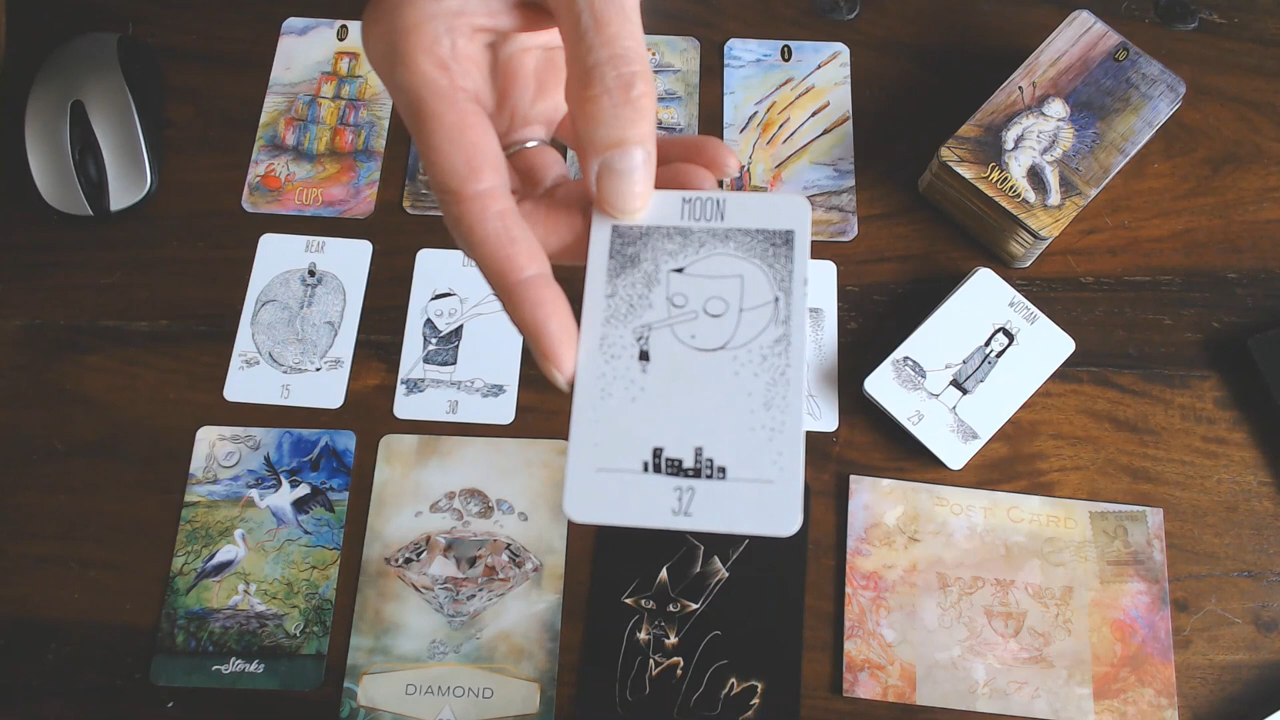 10
CUPS
1
10
SWORDS
MOON
32
BEAR
15
30
WOMAN
29
Storks
DIAMOND
POST CARD